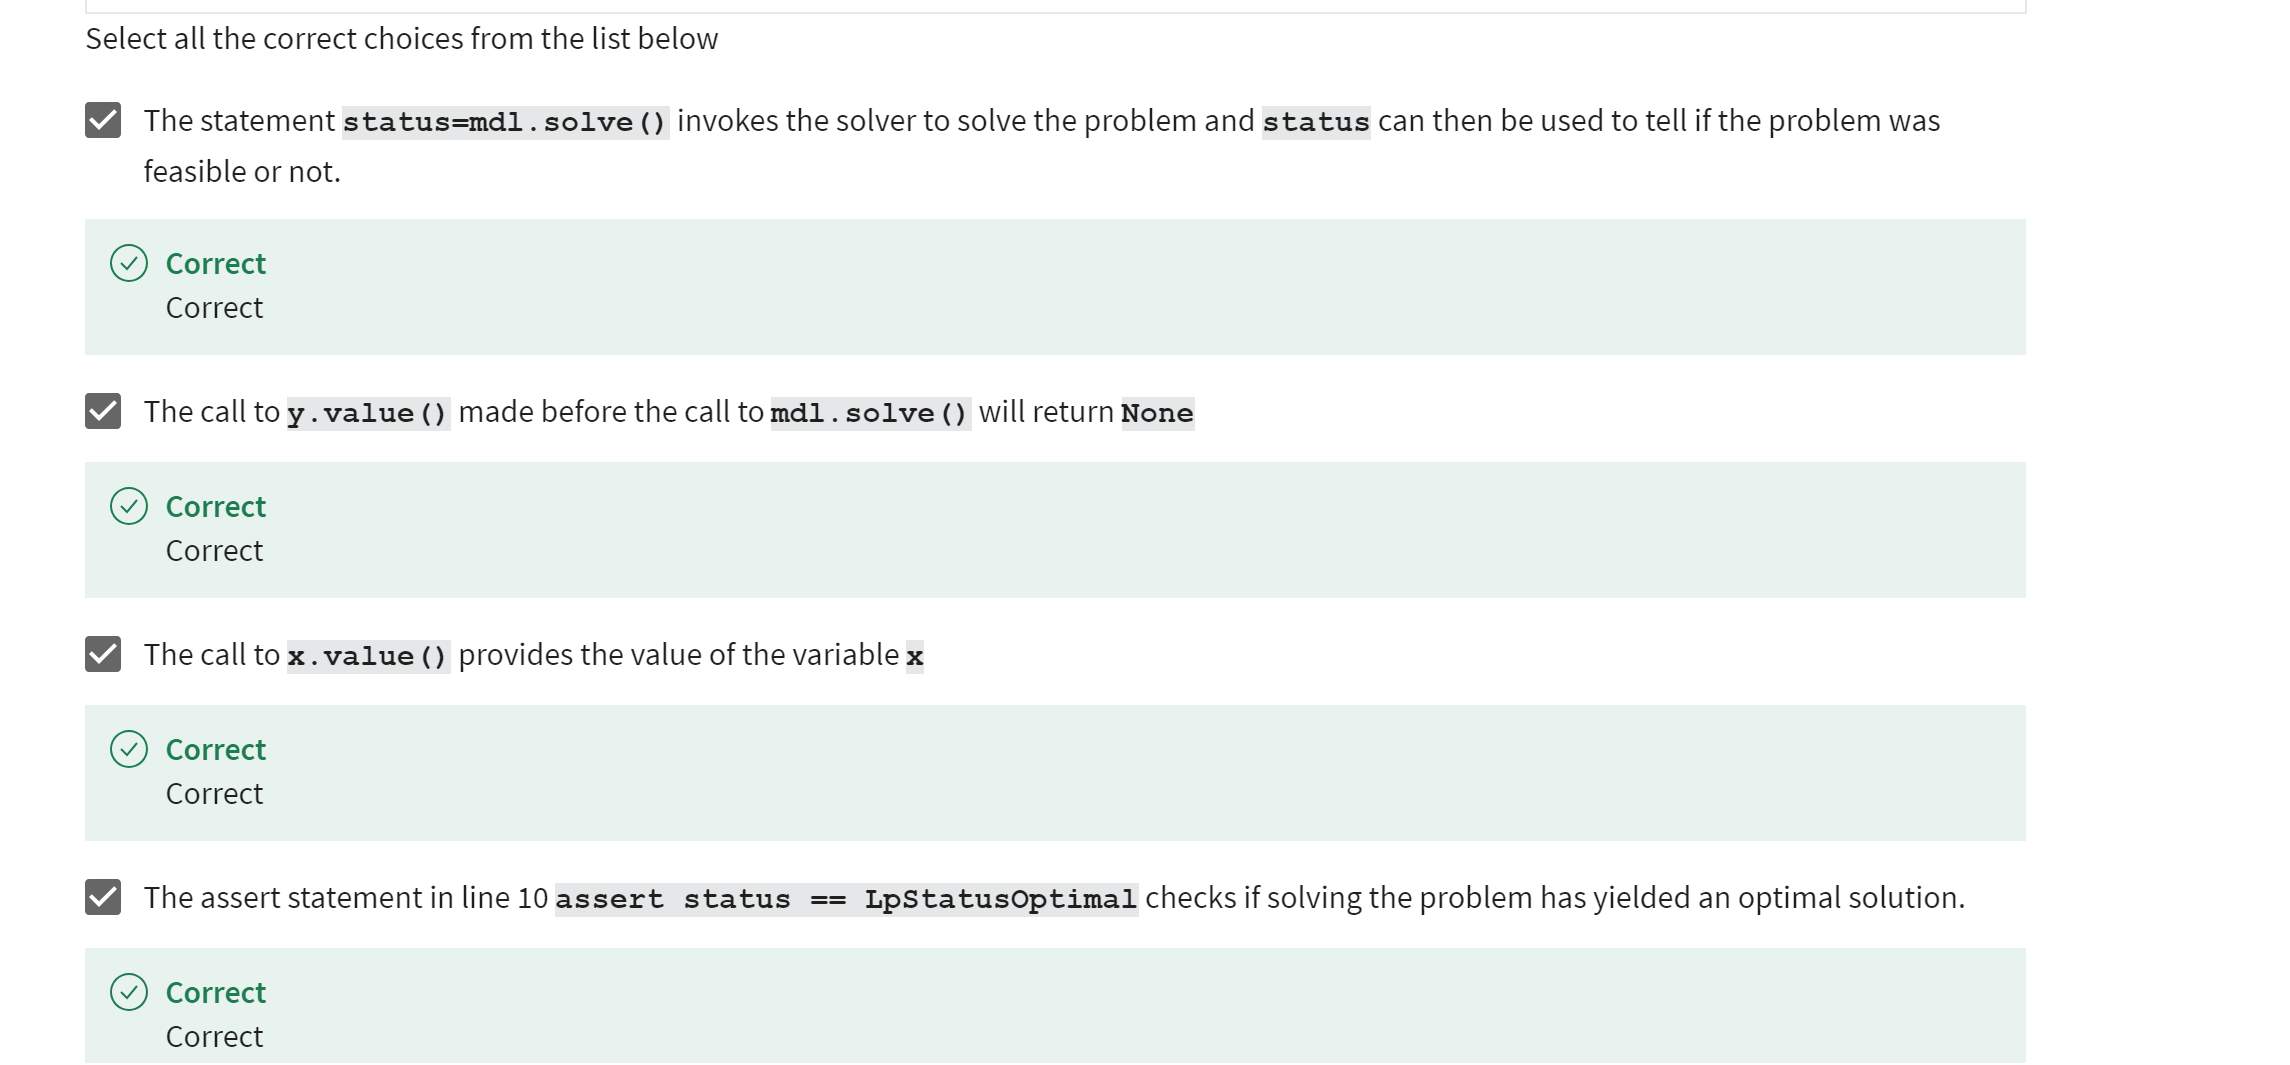 Select all the correct choices from the list below
The statement status=mdl.solve() invokes the solver to solve the problem and status can then be used to tell if the problem was
feasible or not.
Correct
Correct
The call to y.value() made before the call to mdl.solve() will return None
Correct
Correct
The call to x.value() provides the value of the variable x
Correct
Correct
The assert statement in line 10 assert status == LpStatusOptimal checks if solving the problem has yielded an optimal solution.
Correct
Correct